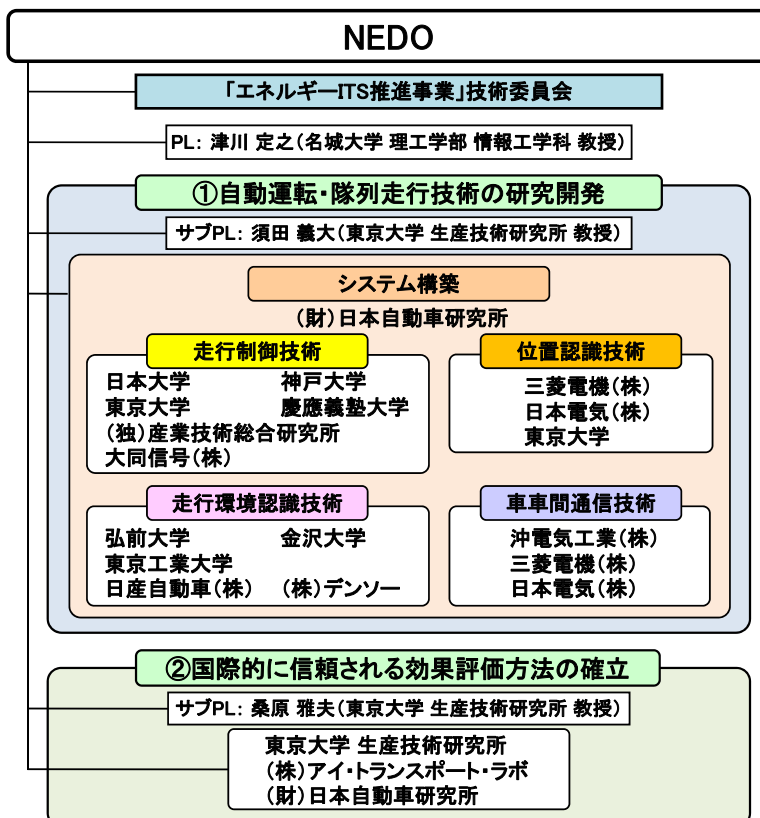 NEDO
「エネルギーITS推進事業」技術委員会
PL: 津川 定之(名城大学 理工学部 情報工学科 教授)
①自動運転・隊列走行技術の研究開発
サブPL: 須田 義大(東京大学 生産技術研究所 教授)
システム構築
(財)日本自動車研究所
走行制御技術
日本大学 神戸大学
東京大学 慶應義塾大学
(独)産業技術総合研究所
大同信号(株)
位置認識技術
三菱電機(株)
日本電気(株)
東京大学
走行環境認識技術
弘前大学 金沢大学
東京工業大学
日産自動車(株) (株)デンソー
車車間通信技術
沖電気工業(株)
三菱電機(株)
日本電気(株)
②国際的に信頼される効果評価方法の確立
サブPL: 桑原 雅夫(東京大学 生産技術研究所 教授)
東京大学 生産技術研究所
(株)アイ・トランスポート・ラボ
(財)日本自動車研究所